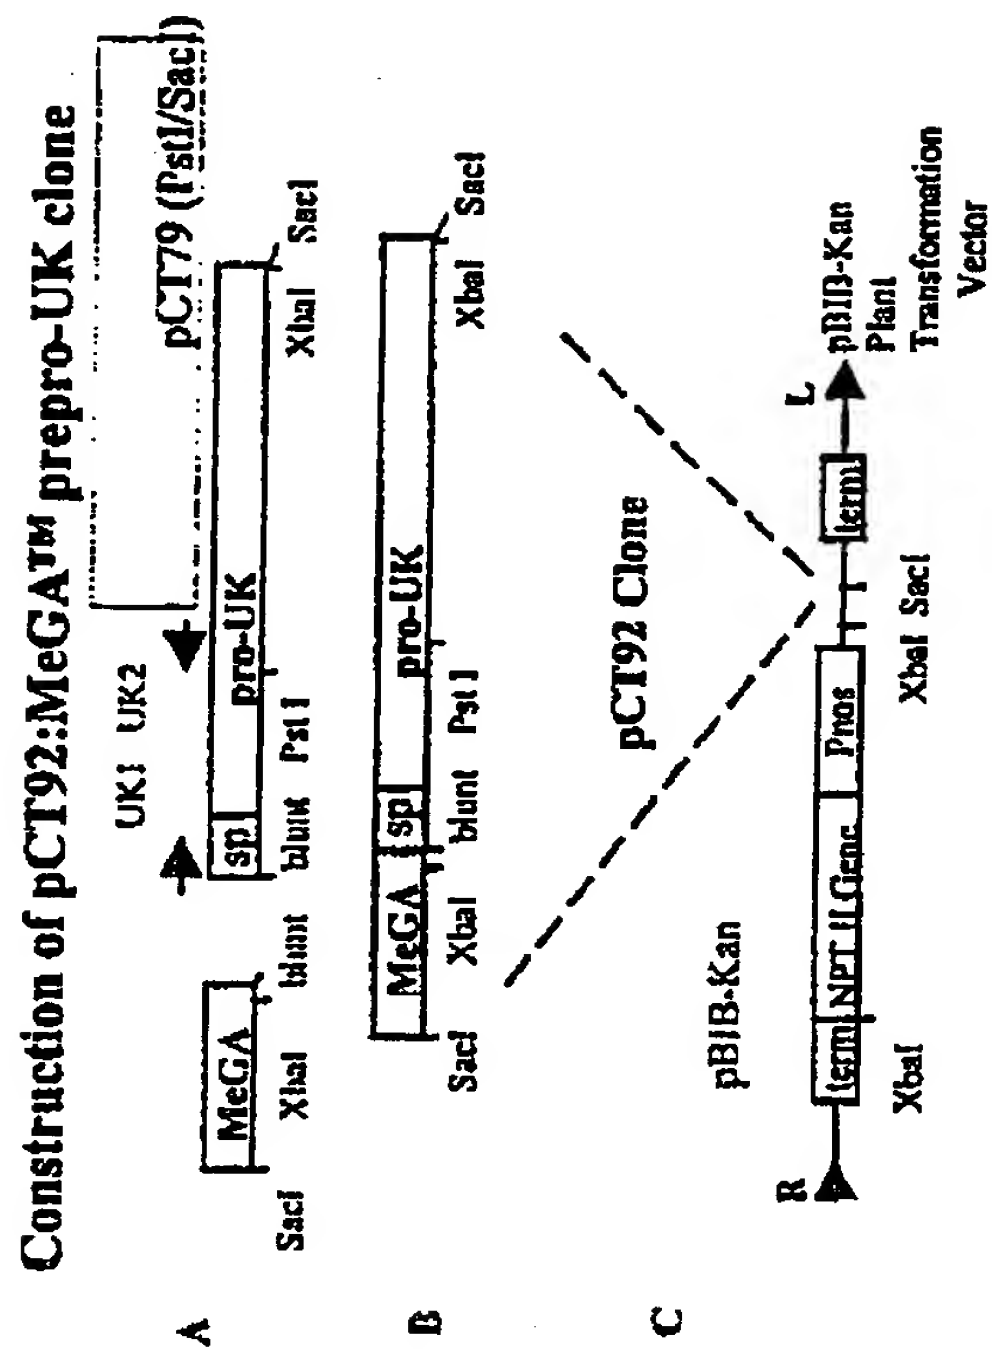 Construction of pCT92:MeGA™ prepro-UK clone
A
UK1 UK2
pCT79 (PstI/SacI)
MeGA
sp
pro-UK
SacI XbaI blunt
blunt Pst I XbaI SacI
B
MeGA
sp
pro-UK
SacI XbaI blunt Pst I XbaI SacI
C
pCT92 Clone
pBIB-Kan
R
term
NPT II Gene
Pnos
term
L
XbaI
XbaI SacI
pBIB-Kan
Plant
Transformation
Vector